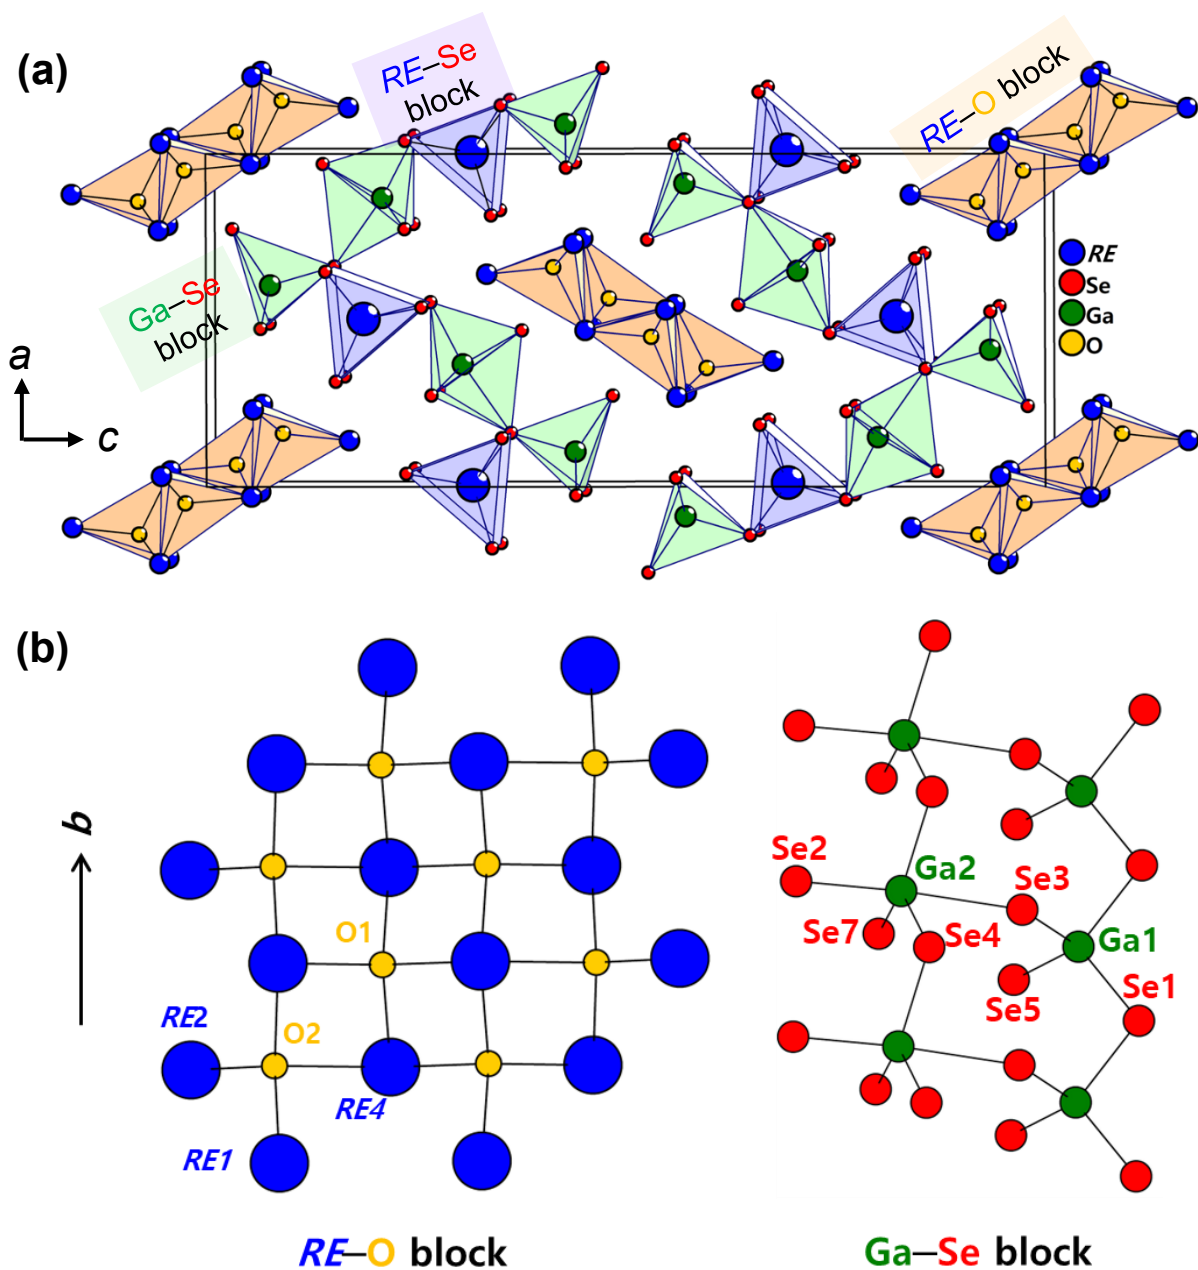 (a)
RE–Se
block
RE–O block
Ga–Se
block
a
c
RE
Se
Ga
O
(b)
b
O1
RE2
O2
RE4
RE1
Se2
Ga2
Se3
Se7
Se4
Ga1
Se5
Se1
RE–O block
Ga–Se block